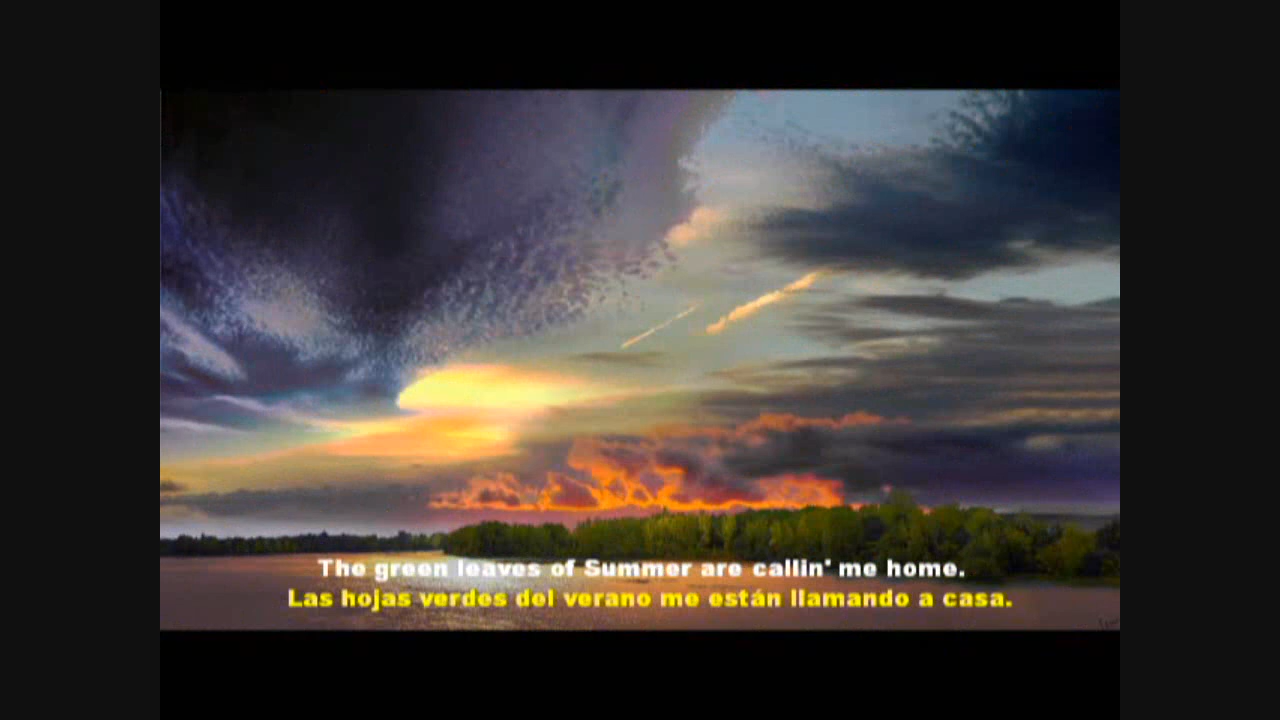 The green leaves of Summer are callin' me home.
Las hojas verdes del verano me están llamando a casa.